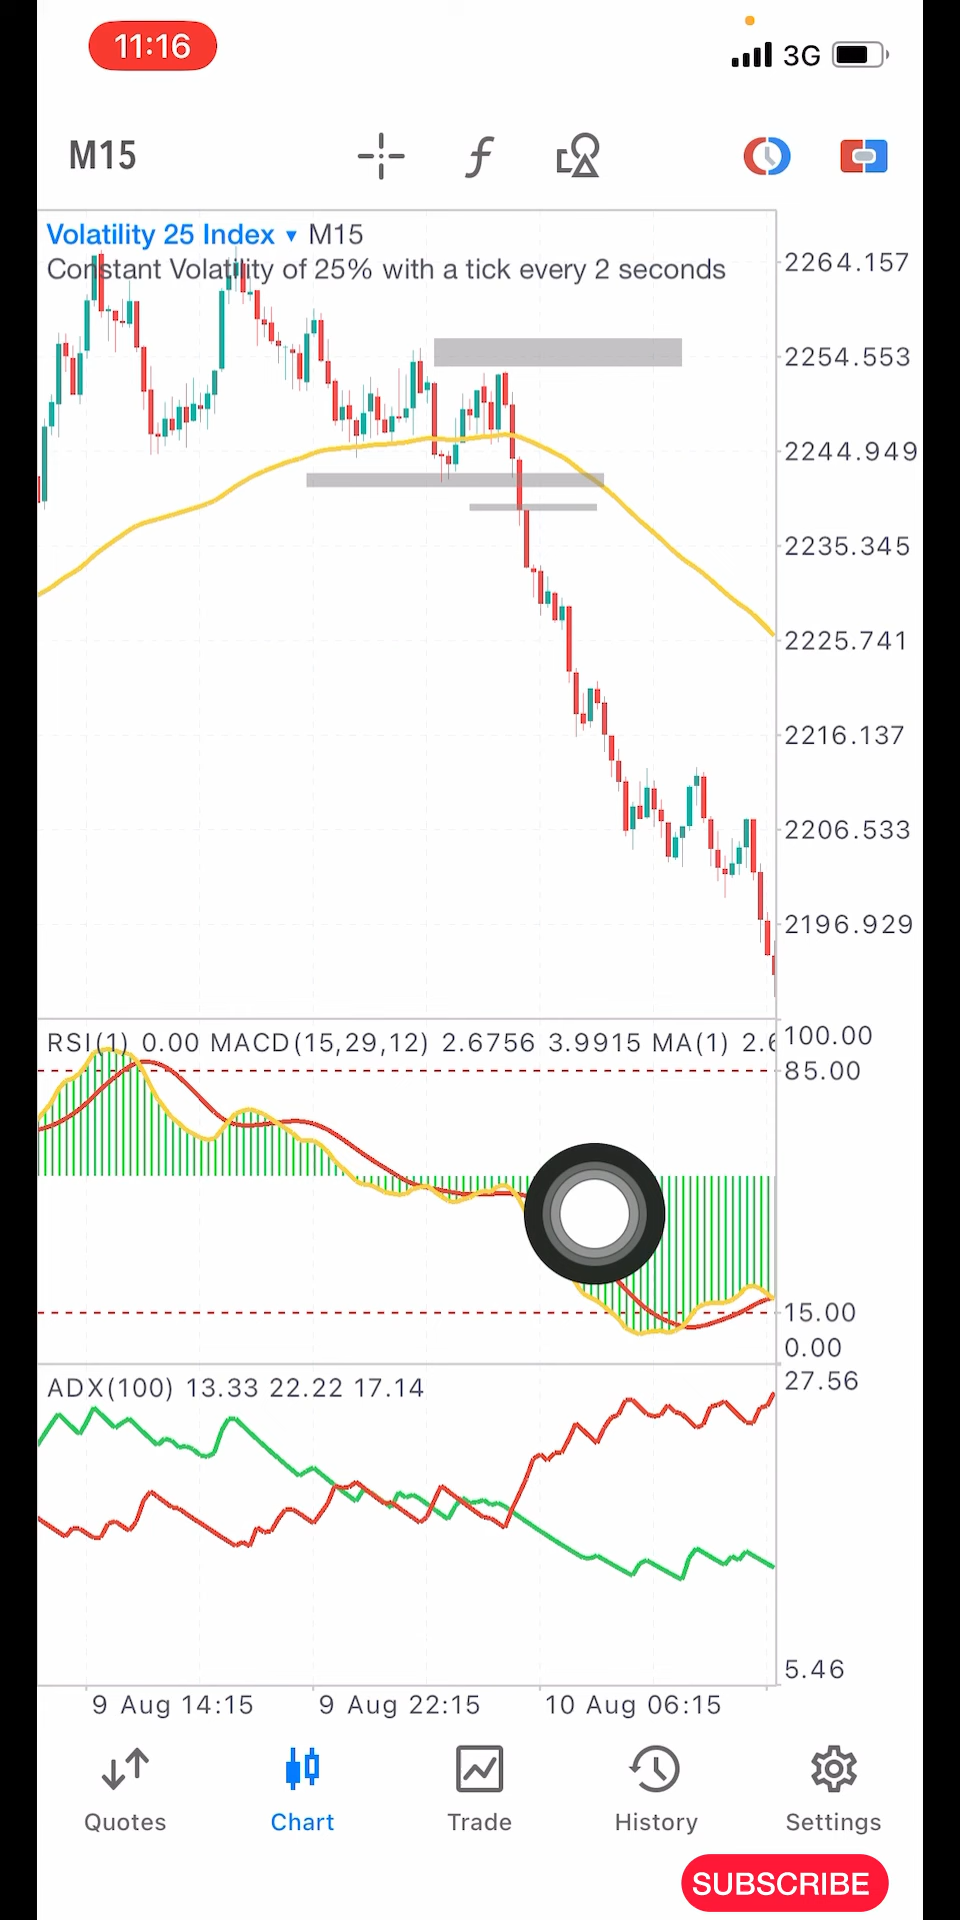 11:16
3G
M15
Volatility 25 Index ▾ M15
Constant Volatility of 25% with a tick every 2 seconds
2264.157
2254.553
2244.949
2235.345
2225.741
2216.137
2206.533
2196.929
RSI(1) 0.00 MACD(15,29,12) 2.6756 3.9915 MA(1) 2.6
100.00
85.00
15.00
0.00
ADX(100) 13.33 22.22 17.14
27.56
5.46
9 Aug 14:15 9 Aug 22:15 10 Aug 06:15
Quotes Chart Trade History Settings
SUBSCRIBE